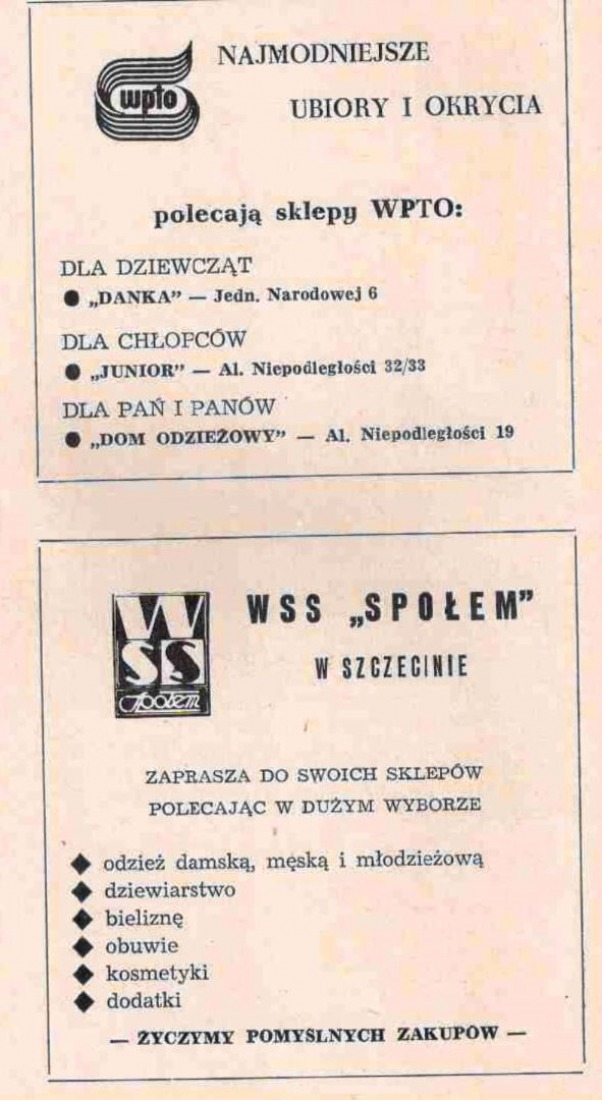 wpto
NAJMODNIEJSZE
UBIORY I OKRYCIA
polecają sklepy WPTO:
DLA DZIEWCZĄT
● „DANKA” — Jedn. Narodowej 6
DLA CHŁOPCÓW
● „JUNIOR” — Al. Niepodległości 32/33
DLA PAŃ I PANÓW
● „DOM ODZIEŻOWY” — Al. Niepodległości 19
WSS
Społem
WSS „SPOŁEM”
W SZCZECINIE
ZAPRASZA DO SWOICH SKLEPÓW
POLECAJĄC W DUŻYM WYBORZE
◆ odzież damską, męską i młodzieżową
◆ dziewiarstwo
◆ bieliznę
◆ obuwie
◆ kosmetyki
◆ dodatki
— ŻYCZYMY POMYŚLNYCH ZAKUPÓW —